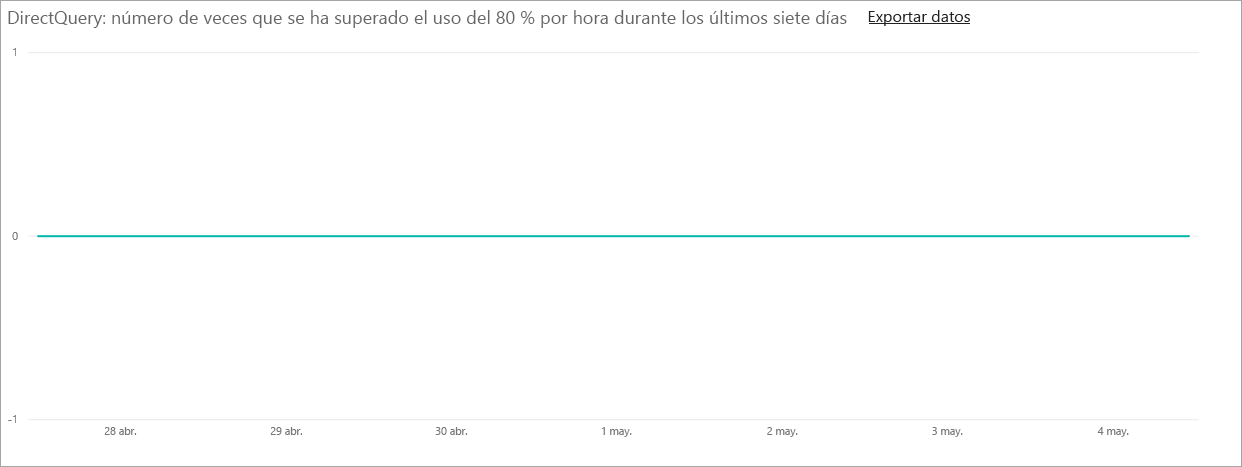 DirectQuery: número de veces que se ha superado el uso del 80 % por hora durante los últimos siete días Exportar datos
1
0
-1
28 abr. 29 abr. 30 abr. 1 may. 2 may. 3 may. 4 may.